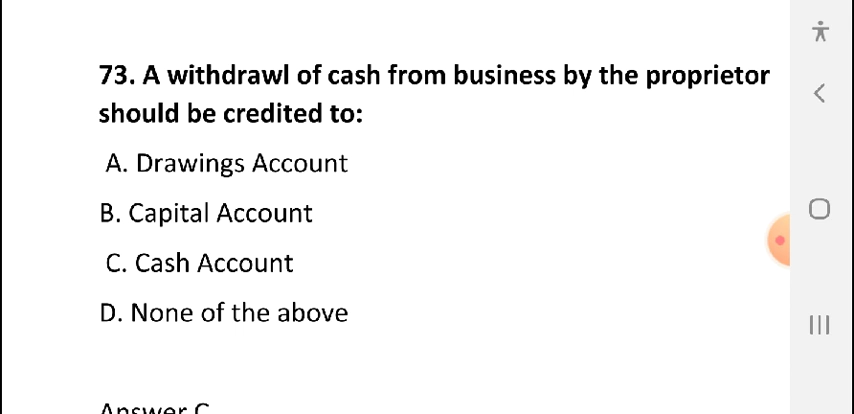 73. A withdrawl of cash from business by the proprietor
should be credited to:
A. Drawings Account
B. Capital Account
C. Cash Account
D. None of the above
Answer C